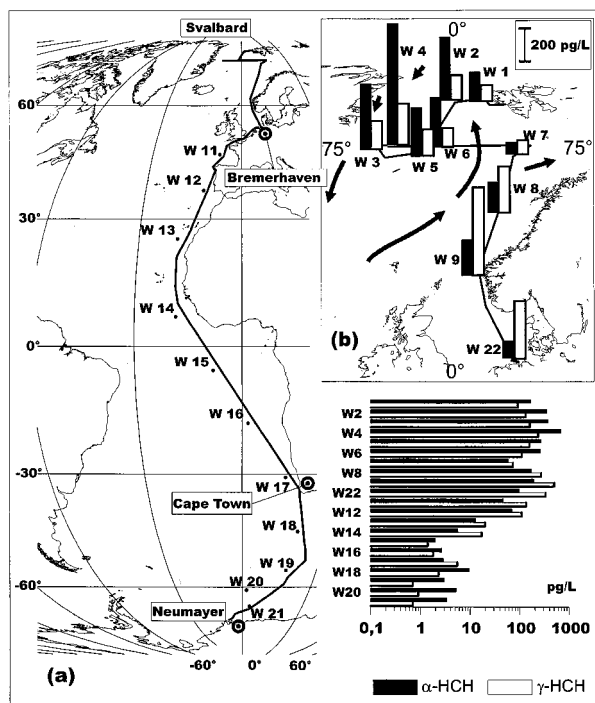 Svalbard
60°
W 11
Bremerhaven
W 12
30°
W 13
W 14
0°
W 15
W 16
-30°
W 17
Cape Town
W 18
W 19
-60°
W 20
Neumayer
W 21
(a)
-60°
0°
60°
0°
200 pg/L
W 4
W 2
W 1
75°
W 3
W 5
W 6
W 7
75°
W 8
W 9
(b)
W 22
0°
W2
W4
W6
W8
W22
W12
W14
W16
W18
W20
pg/L
0,1 1 10 100 1000
α-HCH γ-HCH